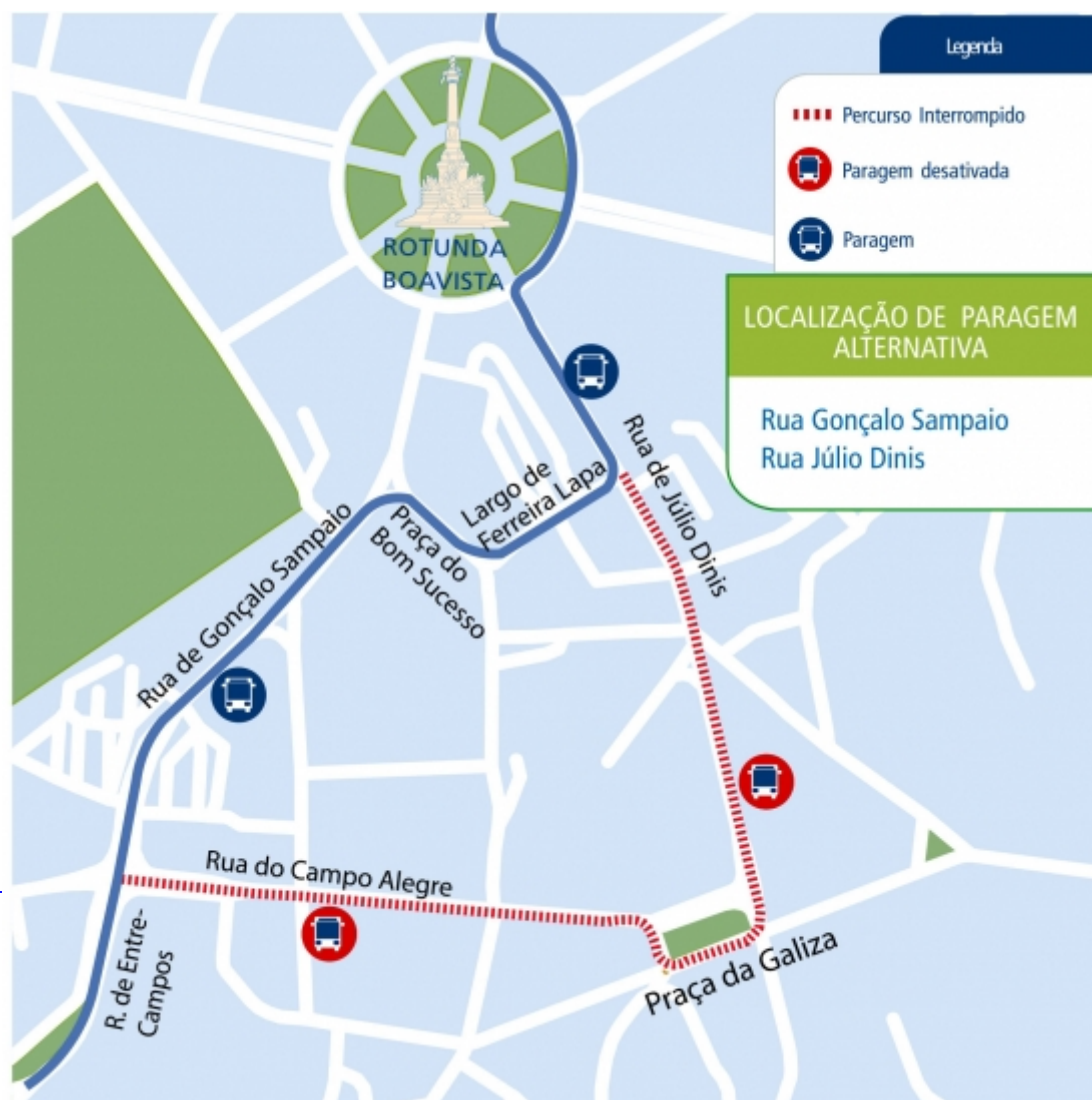 Legenda
Percurso Interrompido
Paragem desativada
Paragem
LOCALIZAÇÃO DE PARAGEM
ALTERNATIVA
Rua Gonçalo Sampaio
Rua Júlio Dinis
ROTUNDA
BOAVISTA
Rua de Júlio Dinis
Largo de
Ferreira Lapa
Praça do
Bom Sucesso
Rua de Gonçalo Sampaio
Rua do Campo Alegre
R. de Entre-
Campos
Praça da Galiza